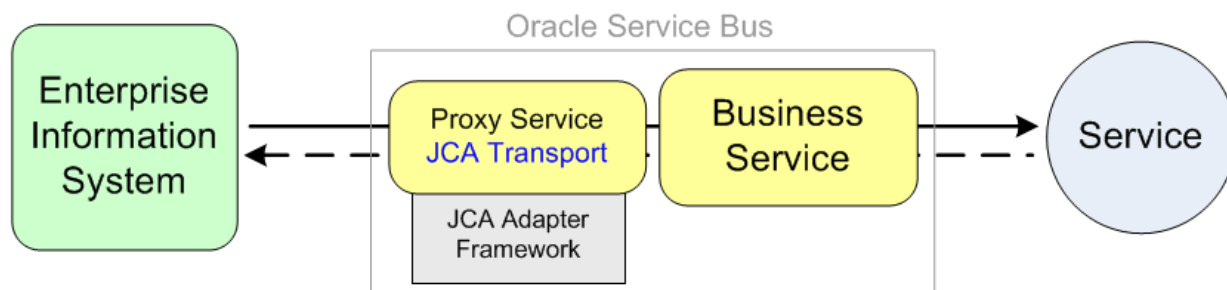 Oracle Service Bus
Enterprise
Information
System
Proxy Service
JCA Transport
JCA Adapter
Framework
Business
Service
Service